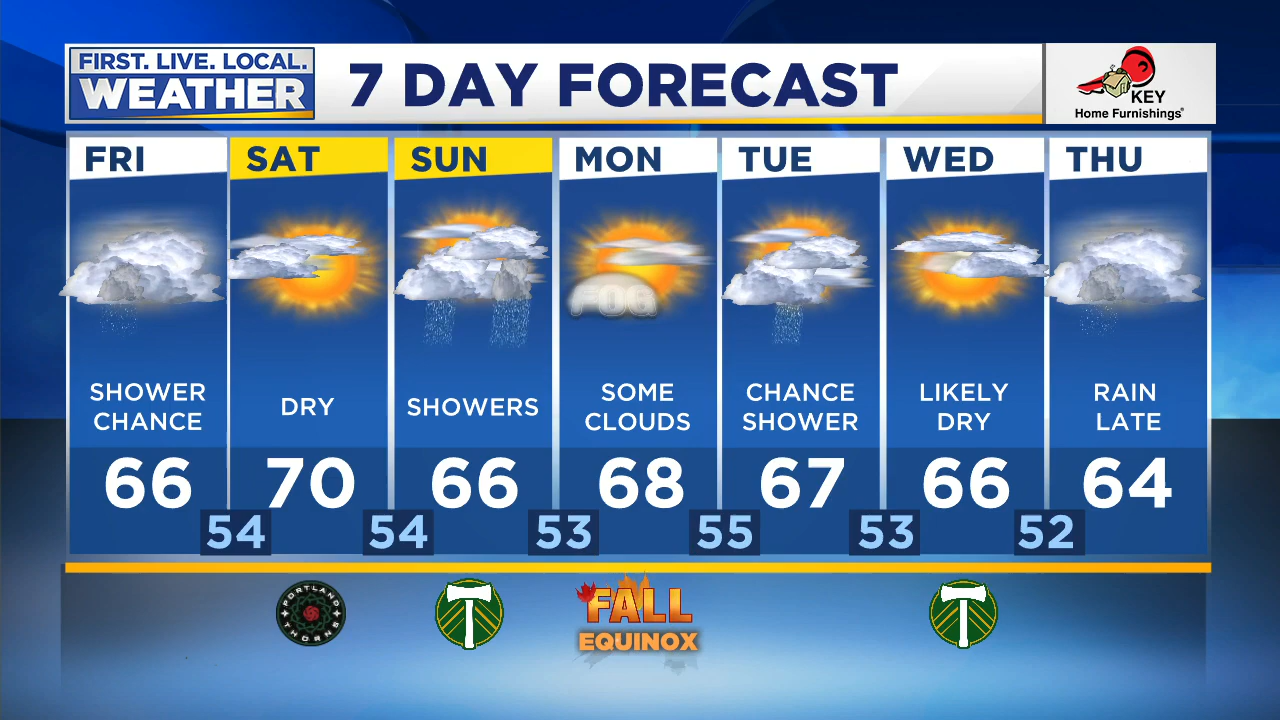 FIRST. LIVE. LOCAL.
WEATHER
7 DAY FORECAST
KEY
Home Furnishings®
FRI
SAT
SUN
MON
TUE
WED
THU
FOG
SHOWER
CHANCE
DRY
SHOWERS
SOME
CLOUDS
CHANCE
SHOWER
LIKELY
DRY
RAIN
LATE
66
70
66
68
67
66
64
54
54
53
55
53
52
PORTLAND
THORNS
FALL
EQUINOX